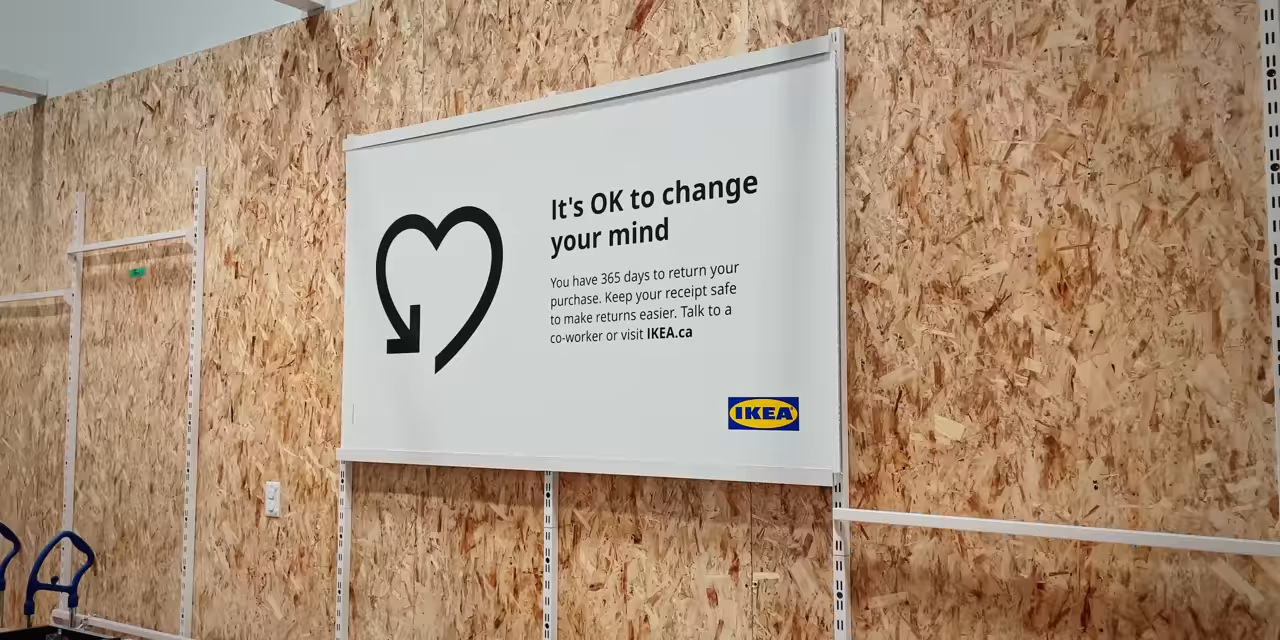 It's OK to change
your mind
You have 365 days to return your
purchase. Keep your receipt safe
to make returns easier. Talk to a
co-worker or visit IKEA.ca
IKEA